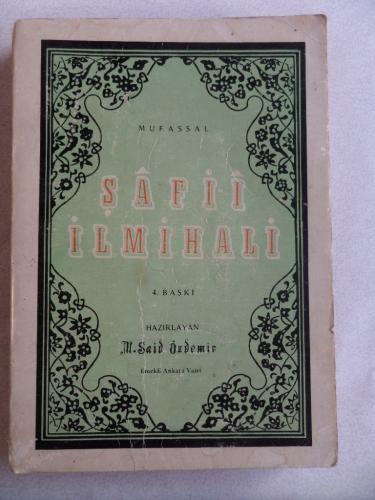 MUFASSAL
ŞÂFİÎ
İLMİHALİ
4. BASKI
HAZIRLAYAN
M. Said Özdemir
Emekli Ankara Vaizi